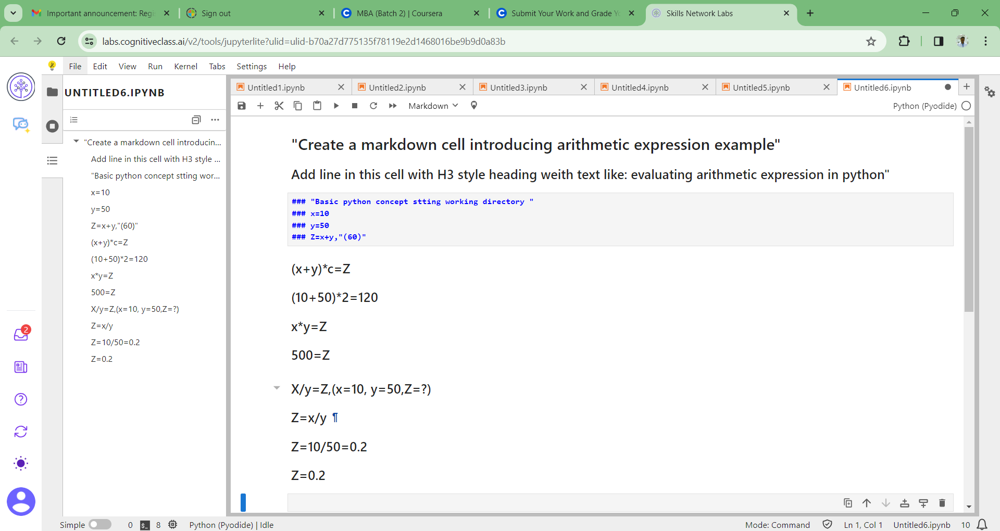 Important announcement: Regi
Sign out
MBA (Batch 2) | Coursera
Submit Your Work and Grade Yo
Skills Network Labs
labs.cognitiveclass.ai/v2/tools/jupyterlite?ulid=ulid-b70a27d775135f78119e2d1468016be9b9d0a83b
File Edit View Run Kernel Tabs Settings Help
UNTITLED6.IPYNB
Untitled1.ipynb
Untitled2.ipynb
Untitled3.ipynb
Untitled4.ipynb
Untitled5.ipynb
Untitled6.ipynb
Markdown
Python (Pyodide)
"Create a markdown cell introducin...
Add line in this cell with H3 style ...
"Basic python concept stting wor...
x=10
y=50
Z=x+y,"(60)"
(x+y)*c=Z
(10+50)*2=120
x*y=Z
500=Z
X/y=Z,(x=10, y=50,Z=?)
Z=x/y
Z=10/50=0.2
Z=0.2
2
"Create a markdown cell introducing arithmetic expression example"
Add line in this cell with H3 style heading weith text like: evaluating arithmetic expression in python"
### "Basic python concept stting working directory "
### x=10
### y=50
### Z=x+y,"(60)"
(x+y)*c=Z
(10+50)*2=120
x*y=Z
500=Z
X/y=Z,(x=10, y=50,Z=?)
Z=x/y ¶
Z=10/50=0.2
Z=0.2
Simple 0 $_ 8 Python (Pyodide) | Idle
Mode: Command Ln 1, Col 1 Untitled6.ipynb 10